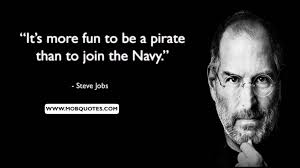 “It’s more fun to be a pirate
than to join the Navy.”
- Steve Jobs
WWW.MOBQUOTES.COM